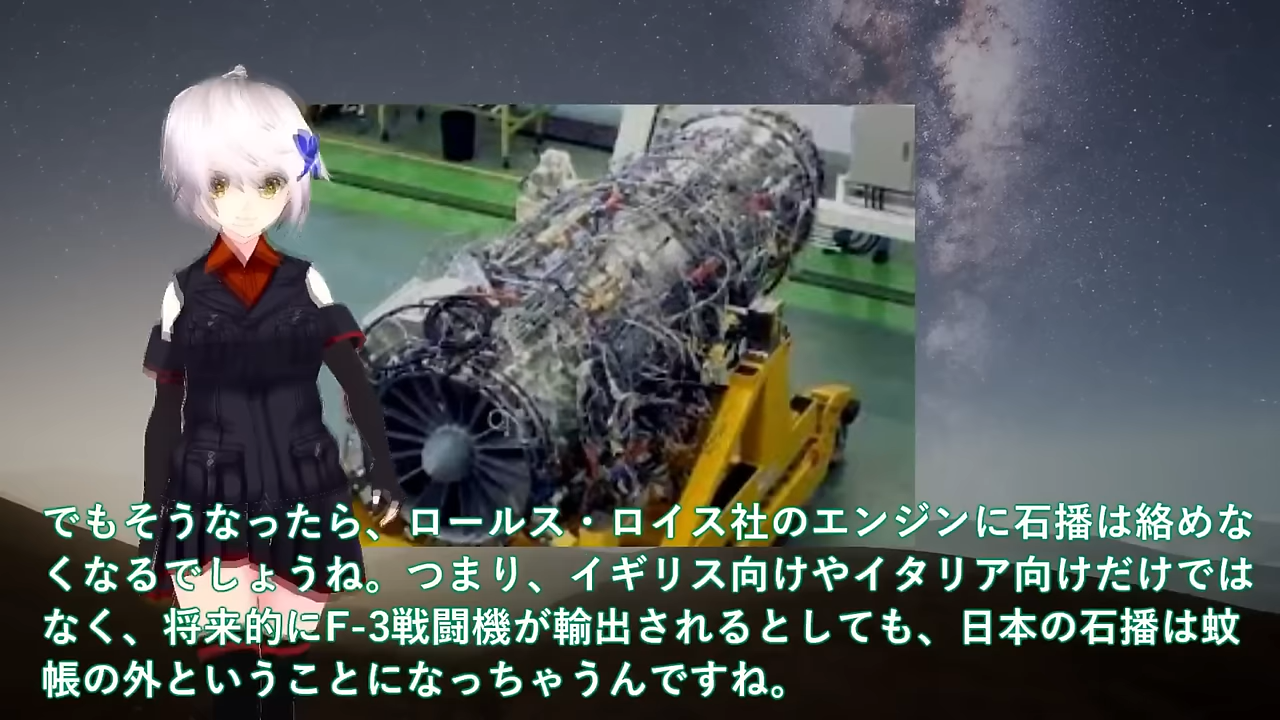 でもそうなったら、ロールス・ロイス社のエンジンに石播は絡めな
くなるでしょうね。つまり、イギリス向けやイタリア向けだけでは
なく、将来的にF-3戦闘機が輸出されるとしても、日本の石播は蚊
帳の外ということになっちゃうんですね。